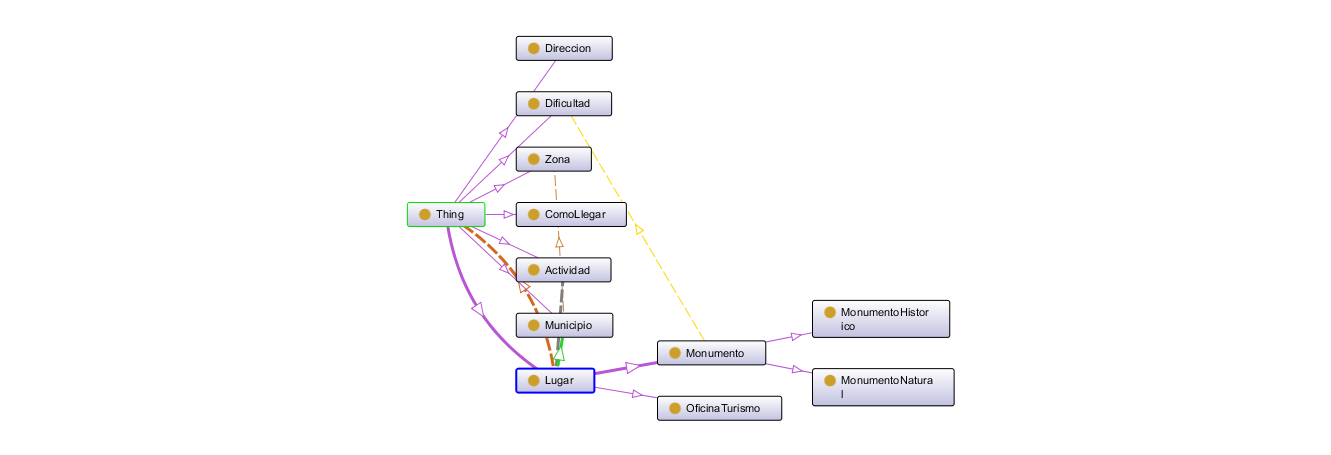 Direccion
Dificultad
Zona
Thing
ComoLlegar
Actividad
Municipio
MonumentoHistor
ico
Monumento
Lugar
MonumentoNatura
l
OficinaTurismo